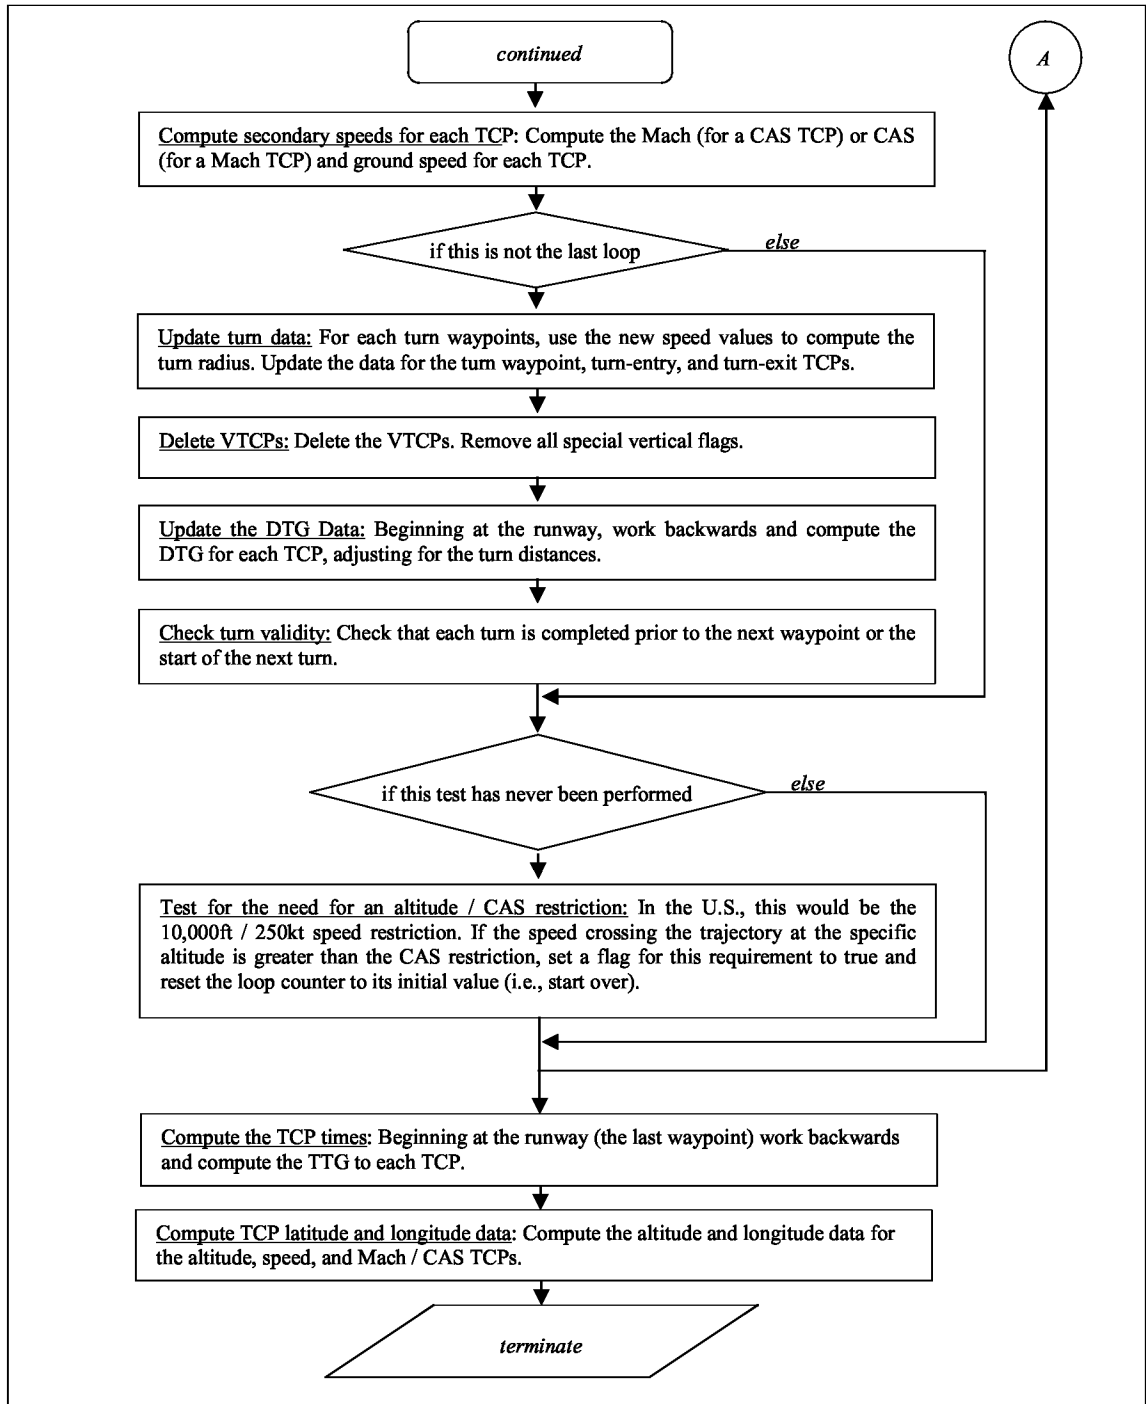 continued
A
Compute secondary speeds for each TCP: Compute the Mach (for a CAS TCP) or CAS
(for a Mach TCP) and ground speed for each TCP.
if this is not the last loop
else
Update turn data: For each turn waypoints, use the new speed values to compute the
turn radius. Update the data for the turn waypoint, turn-entry, and turn-exit TCPs.
Delete VTCPs: Delete the VTCPs. Remove all special vertical flags.
Update the DTG Data: Beginning at the runway, work backwards and compute the
DTG for each TCP, adjusting for the turn distances.
Check turn validity: Check that each turn is completed prior to the next waypoint or the
start of the next turn.
if this test has never been performed
else
Test for the need for an altitude / CAS restriction: In the U.S., this would be the
10,000ft / 250kt speed restriction. If the speed crossing the trajectory at the specific
altitude is greater than the CAS restriction, set a flag for this requirement to true and
reset the loop counter to its initial value (i.e., start over).
Compute the TCP times: Beginning at the runway (the last waypoint) work backwards
and compute the TTG to each TCP.
Compute TCP latitude and longitude data: Compute the altitude and longitude data for
the altitude, speed, and Mach / CAS TCPs.
terminate